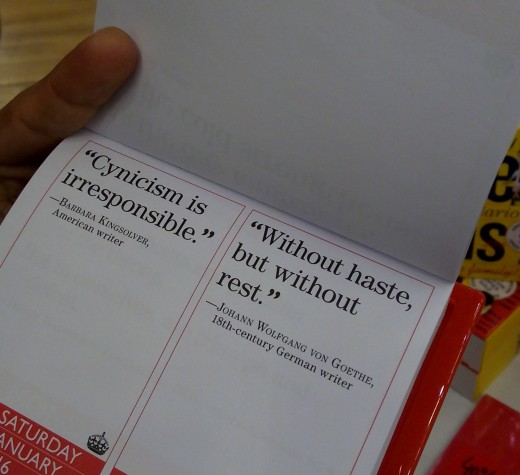 “Cynicism is
irresponsible.”
—BARBARA KINGSOLVER,
American writer
“Without haste,
but without
rest.”
—JOHANN WOLFGANG VON GOETHE,
18th-century German writer
SATURDAY